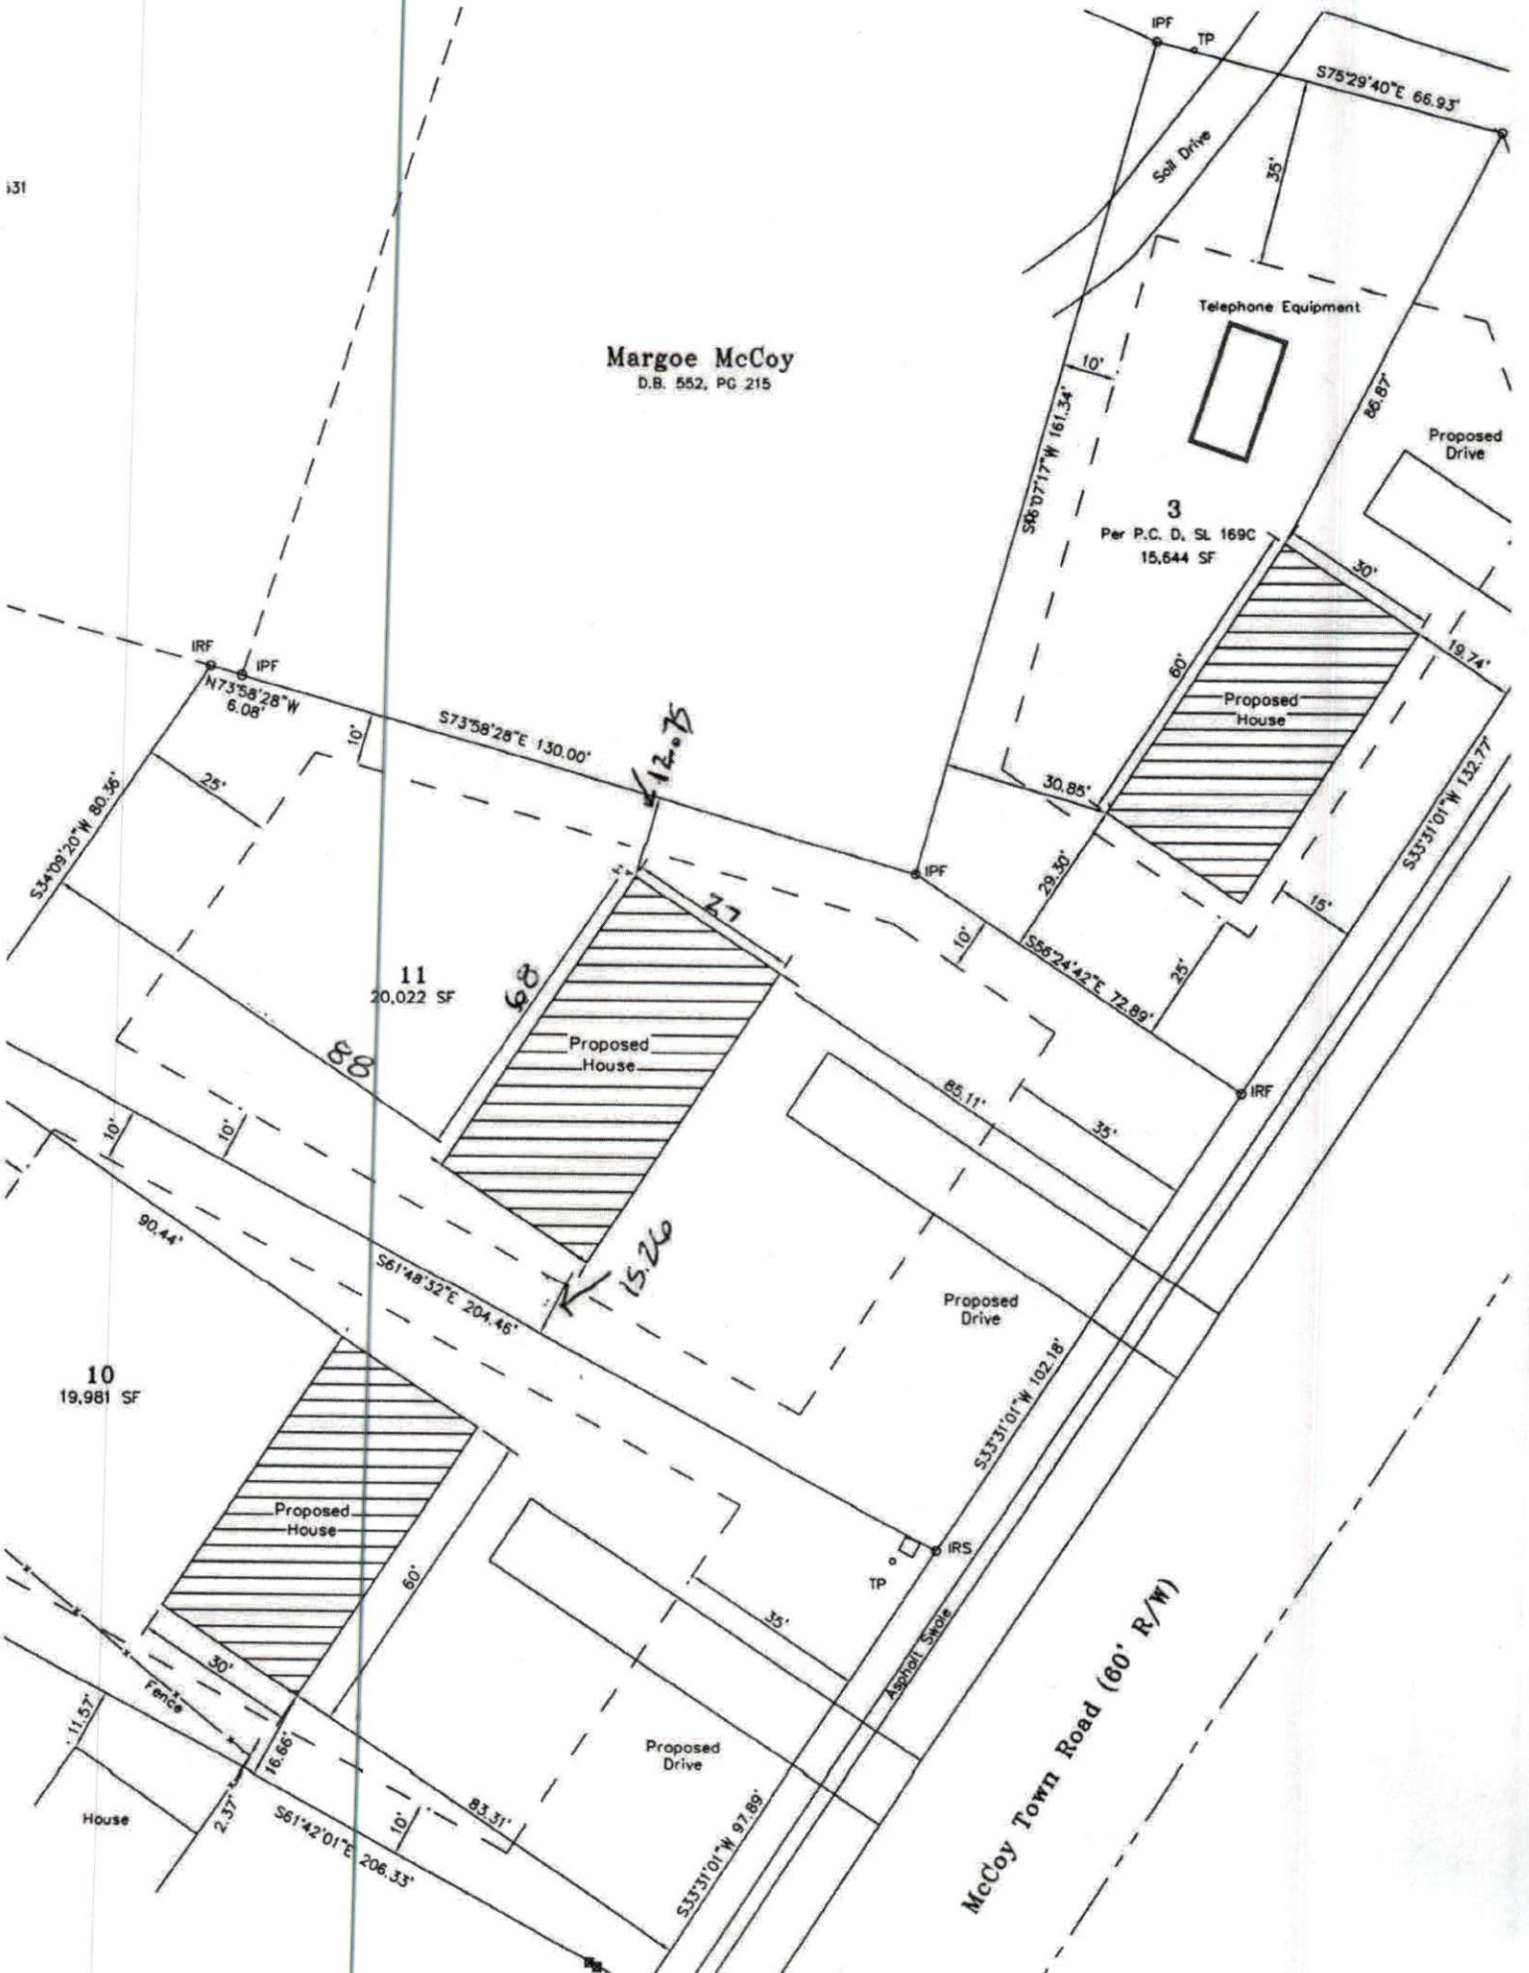 IPF
TP
S75°29'40"E 66.93'
Soil Drive
35'
Telephone Equipment
Margoe McCoy
D.B. 552, PG 215
10'
86.87'
Proposed
Drive
3
Per P.C. D, SL 169C
15,644 SF
30'
60'
19.74'
Proposed
House
IRF
IPF
N73°58'28"W
6.08'
S73°58'28"E 130.00'
10'
12.075
25'
S34°09'20"W 80.36'
30.85'
S33°31'01"W 132.77'
29.30'
IPF
27
15'
10'
S56°24'42"E 72.89'
25'
11
20,022 SF
68
Proposed
House
88
85.11'
35'
IRF
10'
10'
90.44'
S61°48'32"E 204.46'
15.26
Proposed
Drive
S33°31'01"W 102.18'
10
19,981 SF
Proposed
House
60'
IRS
TP
35'
Asphalt Swale
McCoy Town Road (60' R/W)
30'
Fence
11.57'
16.66'
Proposed
Drive
House
2.37'
S61°42'01"E 206.33'
10'
83.31'
S33°31'01"W 97.89'